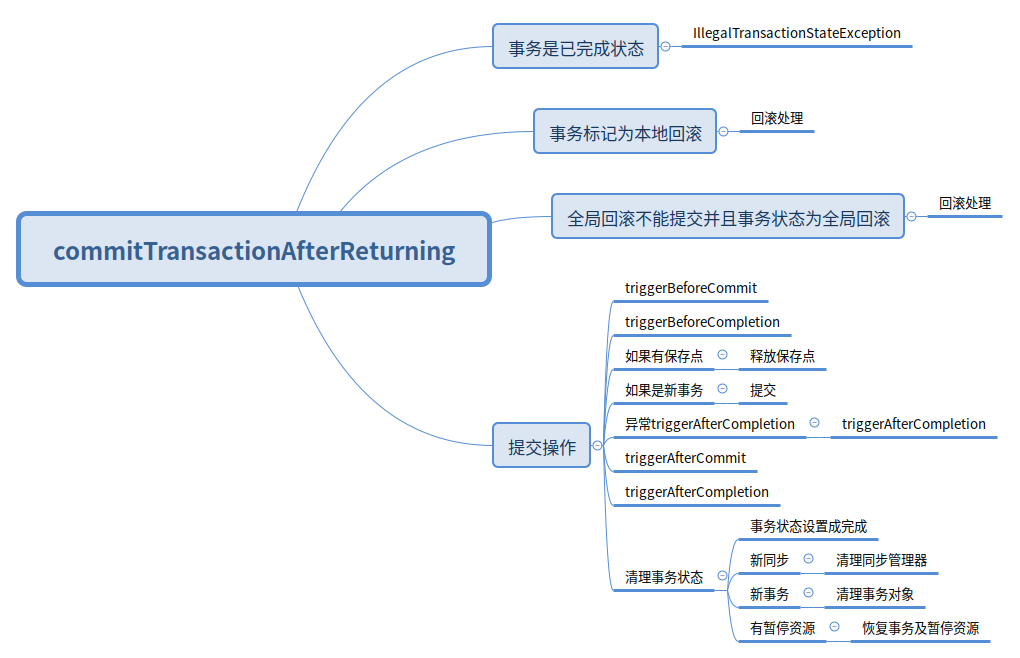 commitTransactionAfterReturning
事务是已完成状态
IllegalTransactionStateException
事务标记为本地回滚
回滚处理
全局回滚不能提交并且事务状态为全局回滚
回滚处理
提交操作
triggerBeforeCommit
triggerBeforeCompletion
如果有保存点
释放保存点
如果是新事务
提交
异常triggerAfterCompletion
triggerAfterCompletion
triggerAfterCommit
triggerAfterCompletion
清理事务状态
事务状态设置成完成
新同步
清理同步管理器
新事务
清理事务对象
有暂停资源
恢复事务及暂停资源